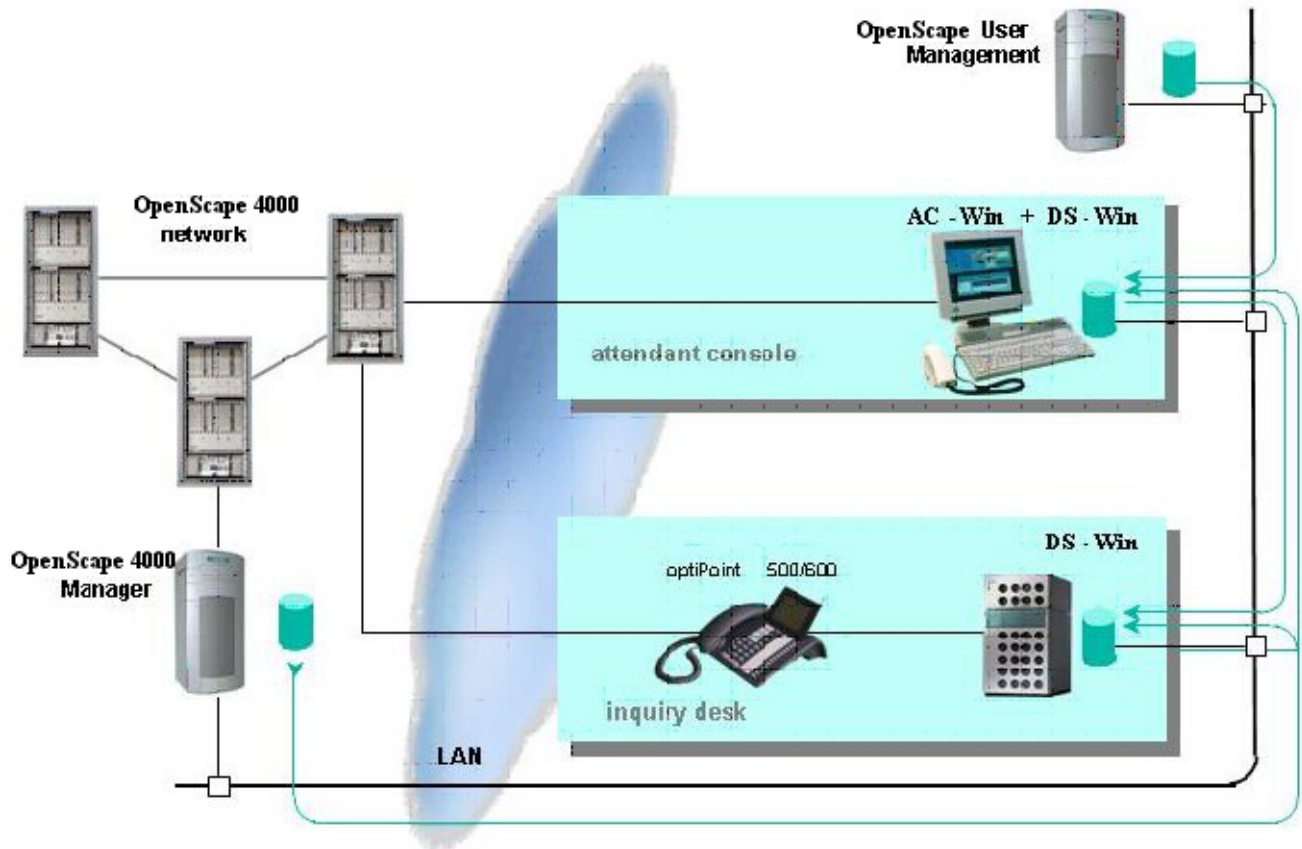 OpenScape User
Management
OpenScape 4000
network
AC - Win + DS - Win
attendant console
OpenScape 4000
Manager
DS - Win
optiPoint 500/600
inquiry desk
LAN